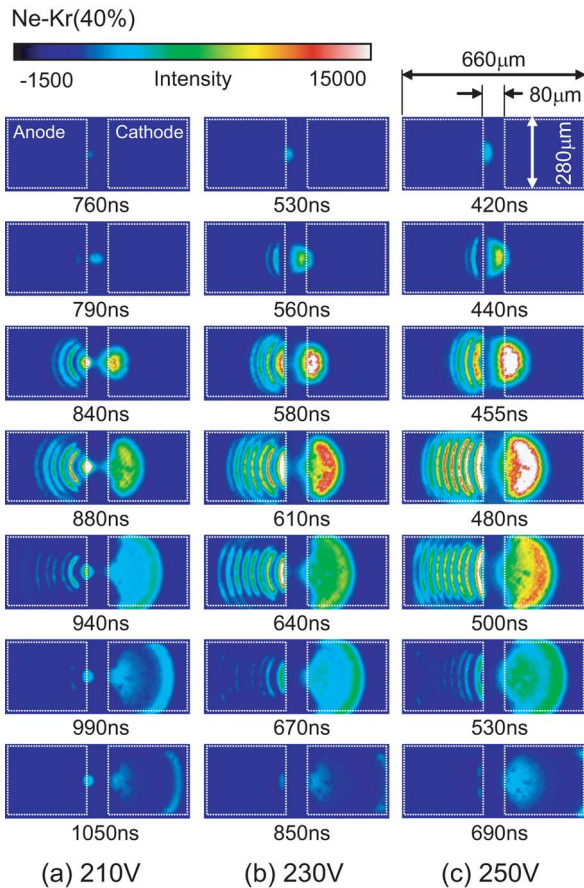 Ne-Kr(40%)
-1500 Intensity 15000
660μm
80μm
Anode Cathode
280μm
760ns 530ns 420ns
790ns 560ns 440ns
840ns 580ns 455ns
880ns 610ns 480ns
940ns 640ns 500ns
990ns 670ns 530ns
1050ns 850ns 690ns
(a) 210V (b) 230V (c) 250V